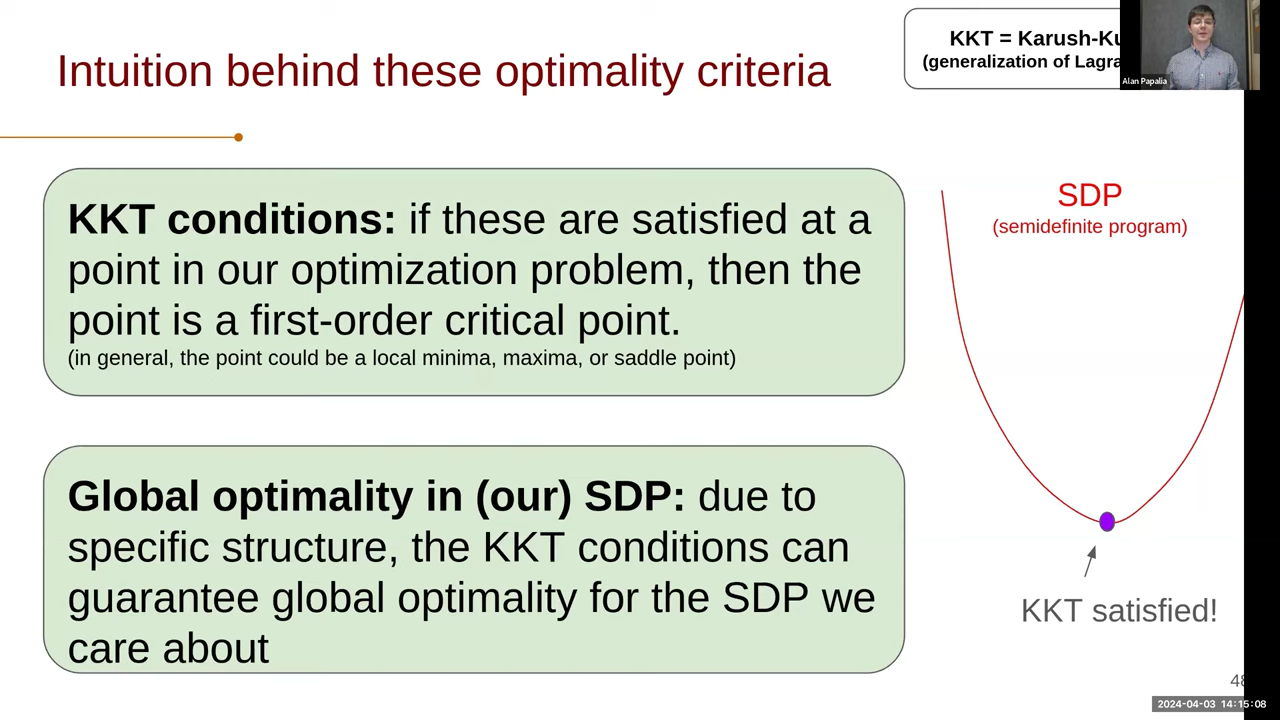 Intuition behind these optimality criteria
KKT = Karush-Ku
(generalization of Lagra
Alan Papalia
KKT conditions: if these are satisfied at a
point in our optimization problem, then the
point is a first-order critical point.
(in general, the point could be a local minima, maxima, or saddle point)
SDP
(semidefinite program)
Global optimality in (our) SDP: due to
specific structure, the KKT conditions can
guarantee global optimality for the SDP we
care about
KKT satisfied!
2024-04-03 14:15:08